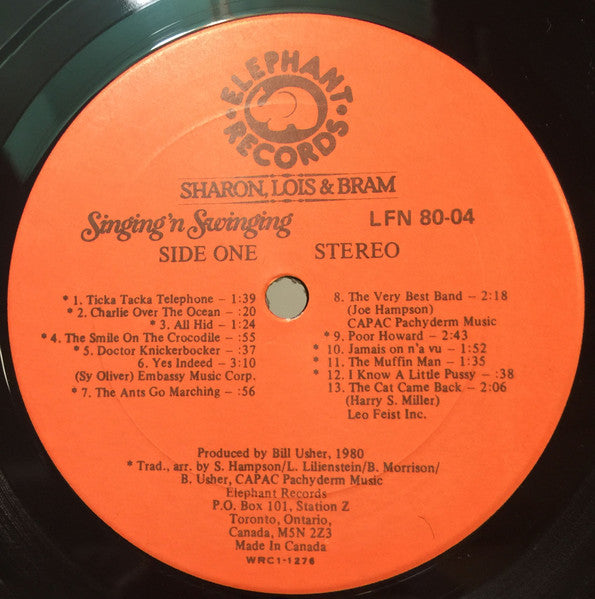 ELEPHANT
RECORDS
SHARON, LOIS & BRAM
Singing 'n Swinging
LFN 80-04
SIDE ONE
STEREO
* 1. Ticka Tacka Telephone – 1:39
* 2. Charlie Over The Ocean – :20
* 3. All Hid – 1:24
* 4. The Smile On The Crocodile – :55
* 5. Doctor Knickerbocker – :37
6. Yes Indeed – 3:10
(Sy Oliver) Embassy Music Corp.
* 7. The Ants Go Marching – :56
8. The Very Best Band – 2:18
(Joe Hampson)
CAPAC Pachyderm Music
* 9. Poor Howard – 2:43
* 10. Jamais on n'a vu – 1:52
* 11. The Muffin Man – 1:35
* 12. I Know A Little Pussy – :38
13. The Cat Came Back – 2:06
(Harry S. Miller)
Leo Feist Inc.
Produced by Bill Usher, 1980
* Trad., arr. by S. Hampson/L. Lilienstein/B. Morrison/
B. Usher, CAPAC Pachyderm Music
Elephant Records
P.O. Box 101, Station Z
Toronto, Ontario,
Canada, M5N 2Z3
Made In Canada
WRC1-1276